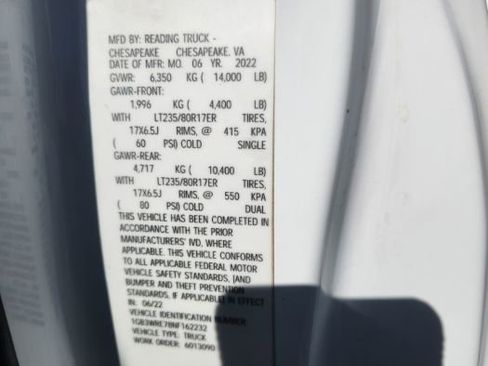 MFD BY: READING TRUCK -
CHESAPEAKE CHESAPEAKE, VA
DATE OF MFR: MO. 06 YR. 2022
GVWR: 6,350 KG ( 14,000 LB)
GAWR-FRONT:
1,996 KG ( 4,400 LB)
WITH LT235/80R17ER TIRES,
17X6.5J RIMS, @ 415 KPA
( 60 PSI) COLD SINGLE
GAWR-REAR:
4,717 KG ( 10,400 LB)
WITH LT235/80R17ER TIRES,
17X6.5J RIMS, @ 550 KPA
( 80 PSI) COLD DUAL
THIS VEHICLE HAS BEEN COMPLETED IN
ACCORDANCE WITH THE PRIOR
MANUFACTURERS' IVD, WHERE
APPLICABLE. THIS VEHICLE CONFORMS
TO ALL APPLICABLE FEDERAL MOTOR
VEHICLE SAFETY STANDARDS, [AND
BUMPER AND THEFT PREVENTION
STANDARDS, IF APPLICABLE] IN EFFECT
IN: 06/22
VEHICLE IDENTIFICATION NUMBER:
1GB3WRE78NF162232
VEHICLE TYPE: TRUCK
WORK ORDER: 6013090